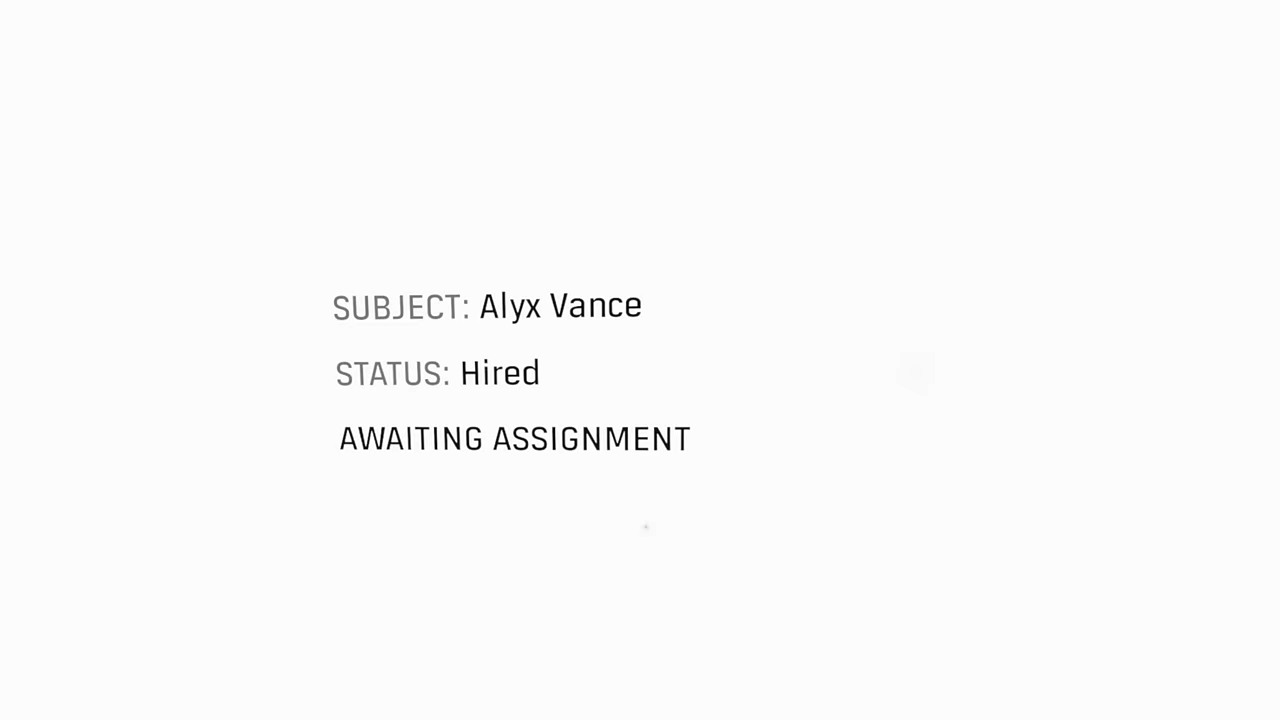 SUBJECT: Alyx Vance
STATUS: Hired
AWAITING ASSIGNMENT